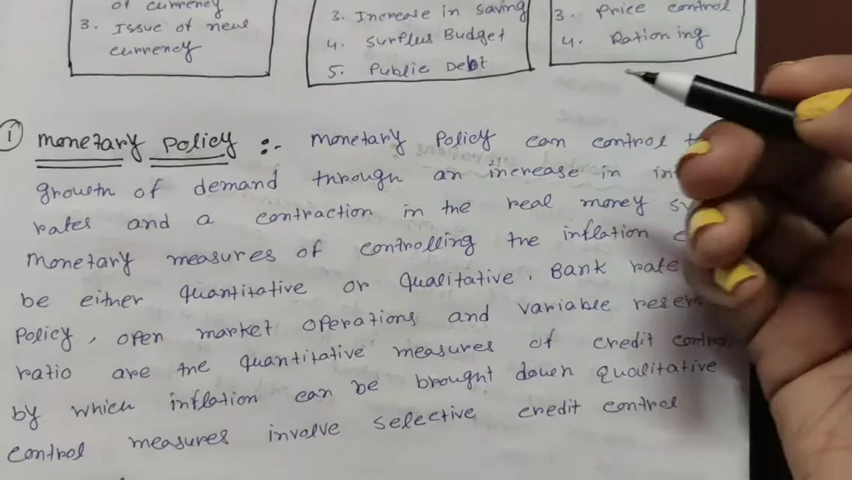 of currency
3. Issue of new
currency
3. Increase in saving
4. Surplus Budget
5. Public Debt
3. Price control
4. Rationing
① Monetary Policy :- Monetary Policy can control
growth of demand through an increase in
rates and a contraction in the real money
monetary measures of controlling the inflation
be either quantitative or qualitative. Bank rate
Policy, open market operations and variable reser
ratio are the quantitative measures of credit control
by which inflation can be brought down qualitative
control measures involve selective credit control